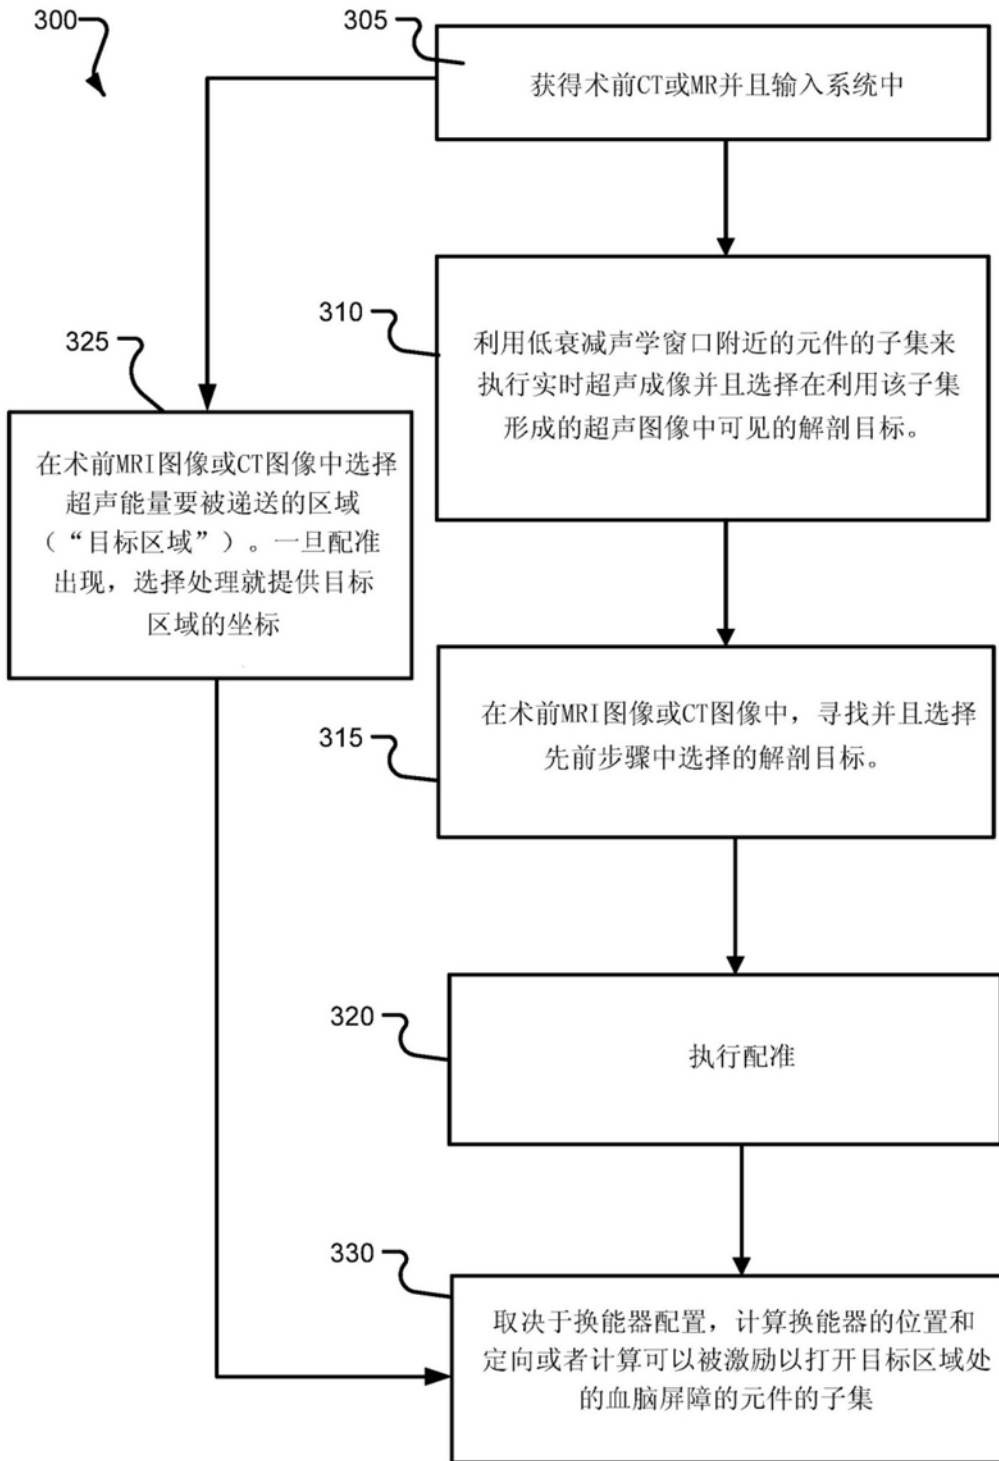 300
305
获得术前CT或MR并且输入系统中
310
利用低衰减声学窗口附近的元件的子集来
执行实时超声成像并且选择在利用该子集
形成的超声图像中可见的解剖目标。
325
在术前MRI图像或CT图像中选择
超声能量要被递送的区域
（“目标区域”）。一旦配准
出现，选择处理就提供目标
区域的坐标
315
在术前MRI图像或CT图像中，寻找并且选择
先前步骤中选择的解剖目标。
320
执行配准
330
取决于换能器配置，计算换能器的位置和
定向或者计算可以被激励以打开目标区域处
的血脑屏障的元件的子集